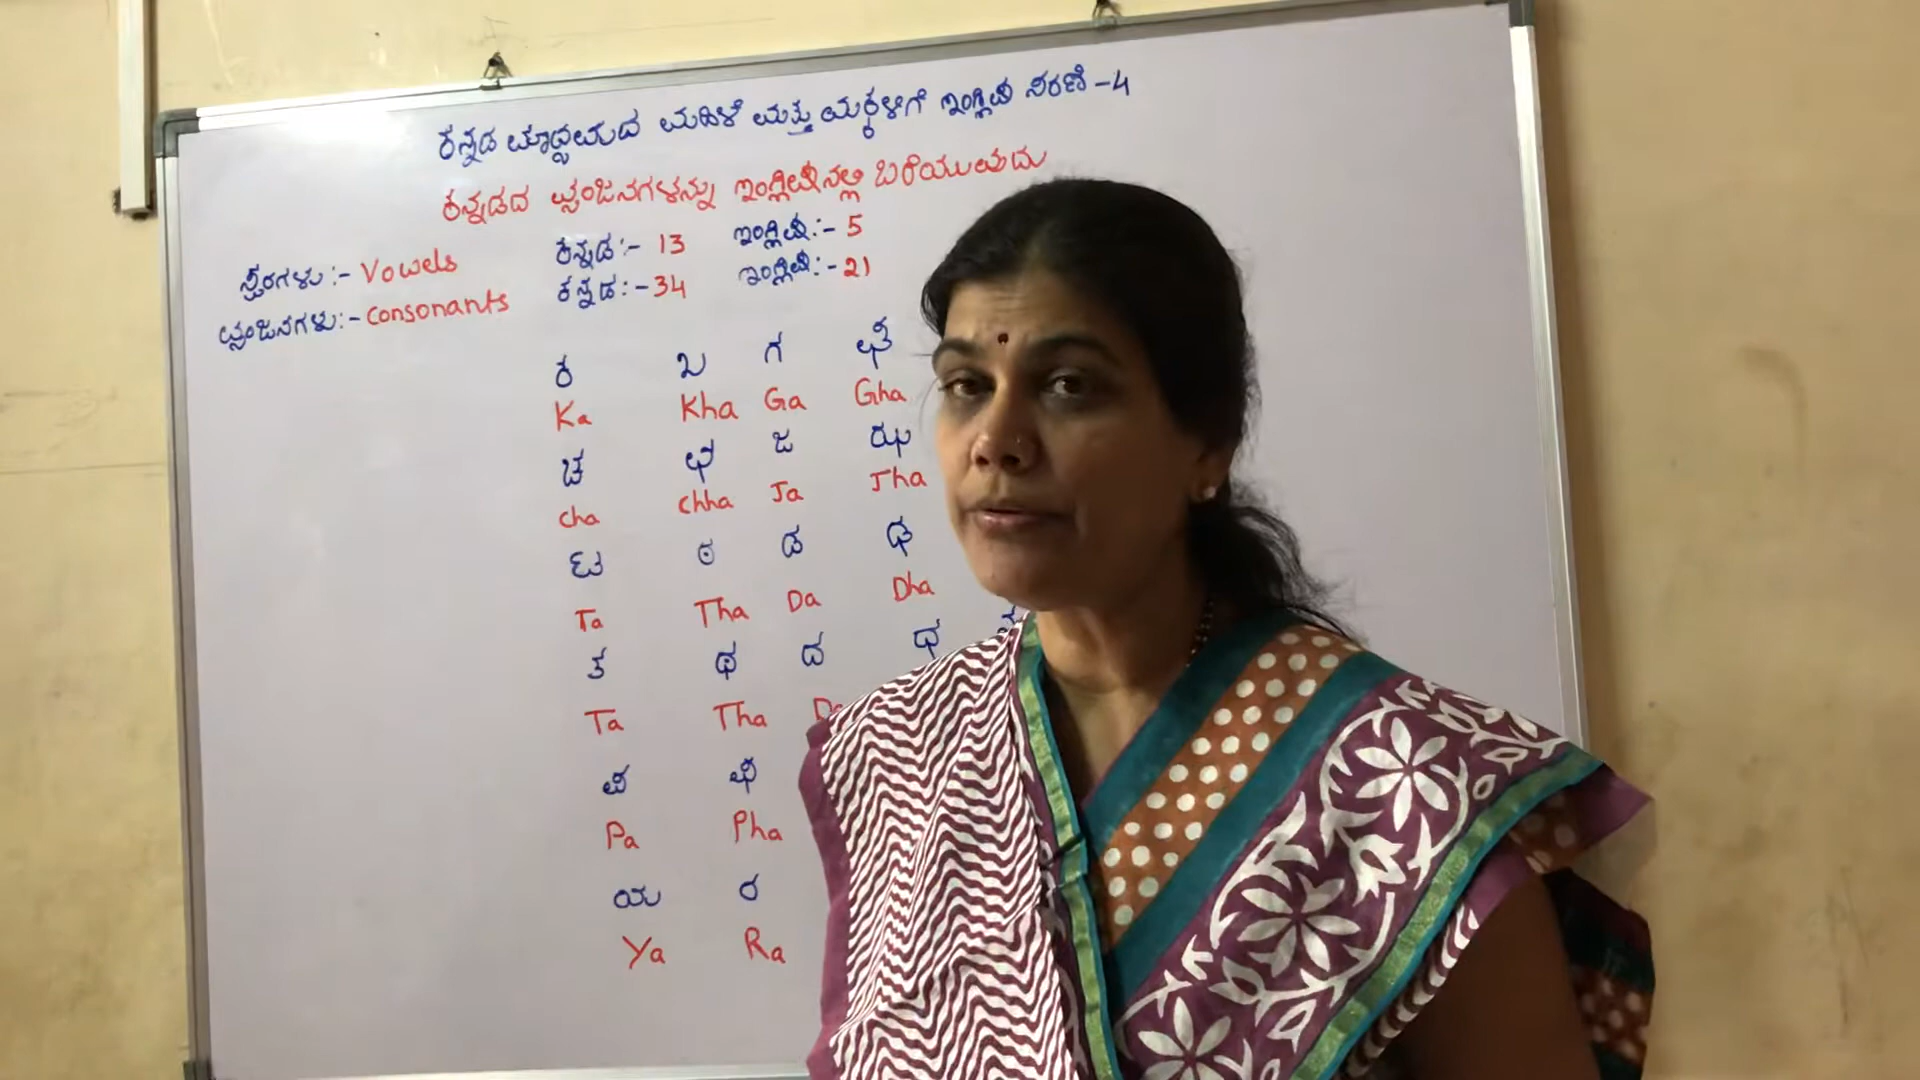 ಕನ್ನಡ ಮಾಧ್ಯಮದ ಮಹಿಳೆ ಮತ್ತು ಮಕ್ಕಳಿಗೆ ಇಂಗ್ಲಿಷ ಸರಣಿ -4
ಕನ್ನಡದ ವ್ಯಂಜನಗಳನ್ನು ಇಂಗ್ಲೀಷಿನಲ್ಲಿ ಬರೆಯುವುದು
ಸ್ವರಗಳು :- Vowels ಕನ್ನಡ :- 13 ಇಂಗ್ಲಿಷ :- 5
ವ್ಯಂಜನಗಳು :- consonants ಕನ್ನಡ :- 34 ಇಂಗ್ಲಿಷ :- 21
ಕ ಖ ಗ ಘ
Ka Kha Ga Gha
ಚ ಛ ಜ ಝ
cha chha Ja Jha
ಟ ಠ ಡ ಢ
Ta Tha Da Dha
ತ ಥ ದ ಧ
Ta Tha
ಪ ಫ
Pa Pha
ಯ ರ
Ya Ra